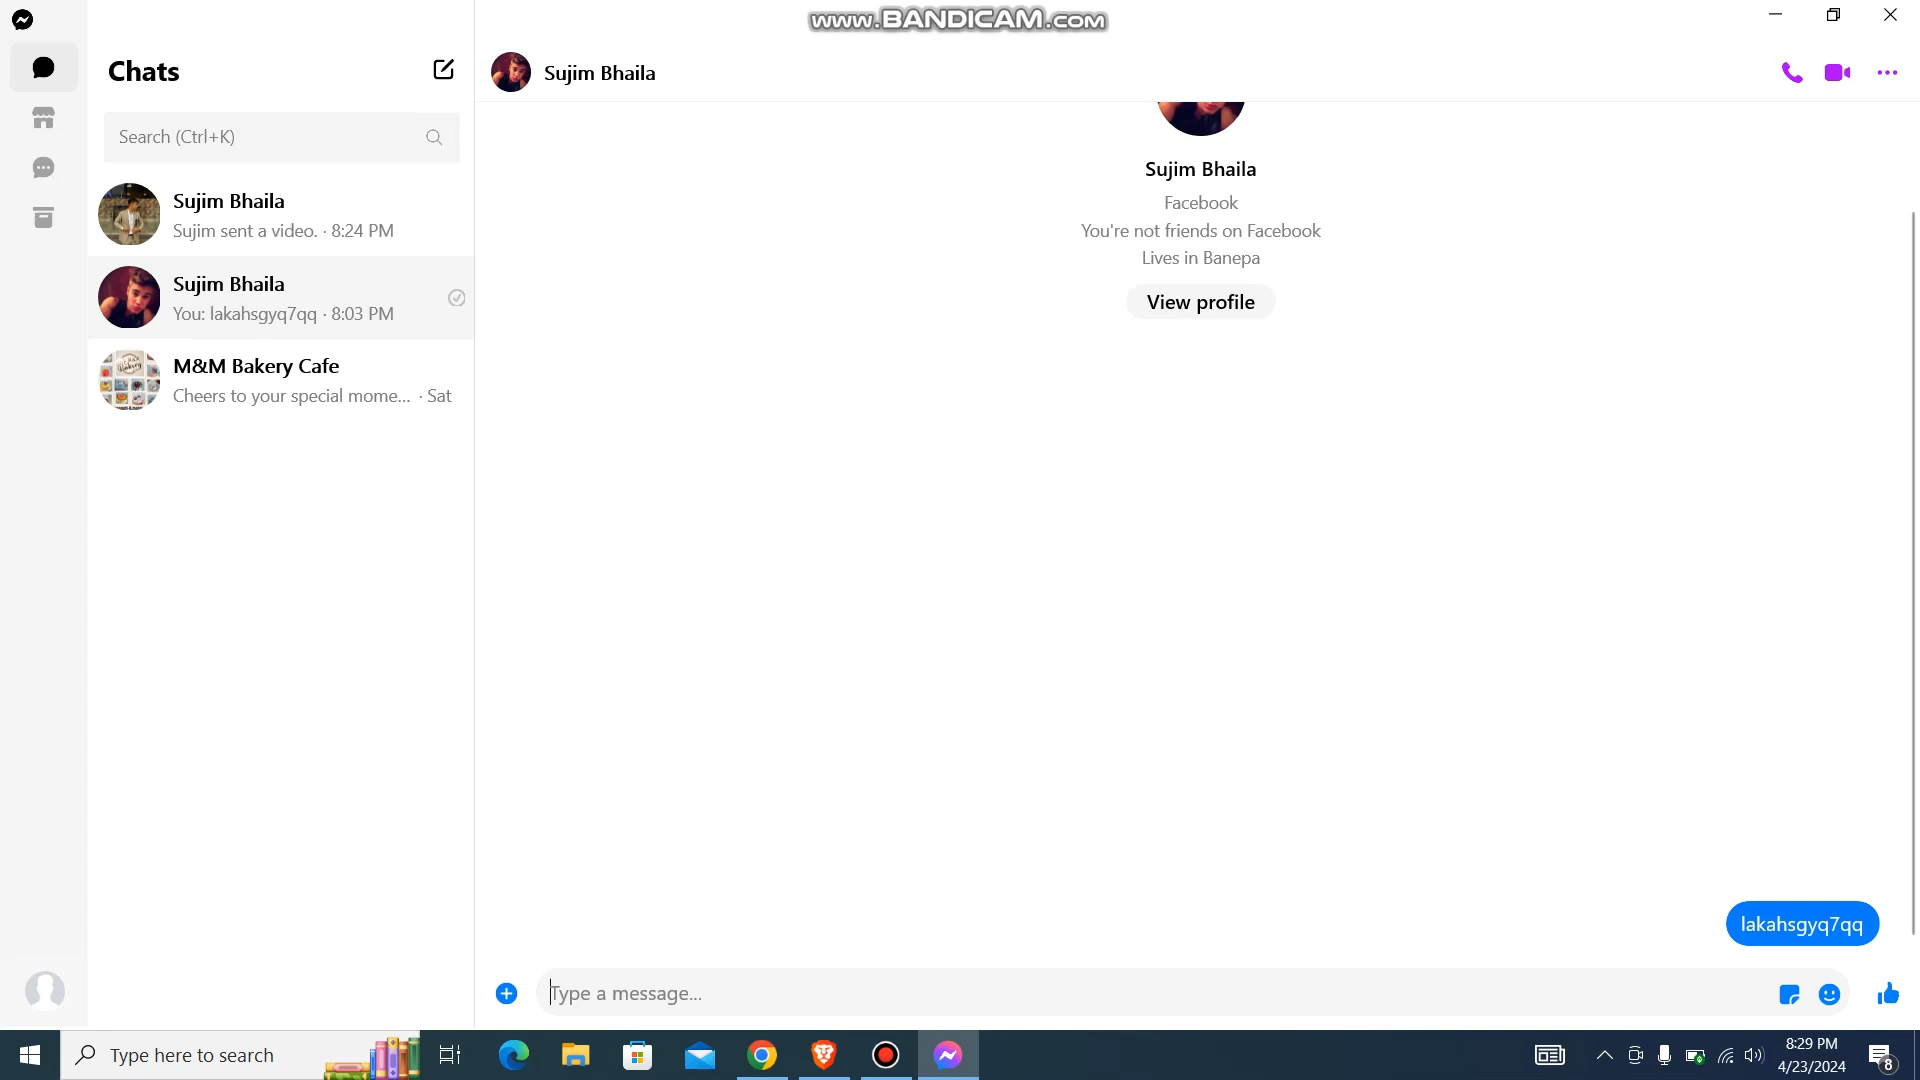 www.BANDICAM.com
Chats
Search (Ctrl+K)
Sujim Bhaila
Sujim sent a video. · 8:24 PM
Sujim Bhaila
You: lakahsgyq7qq · 8:03 PM
M&M Bakery Cafe
Cheers to your special mome... · Sat
Sujim Bhaila
Sujim Bhaila
Facebook
You're not friends on Facebook
Lives in Banepa
View profile
lakahsgyq7qq
Type a message...
Type here to search
8:29 PM
4/23/2024
8